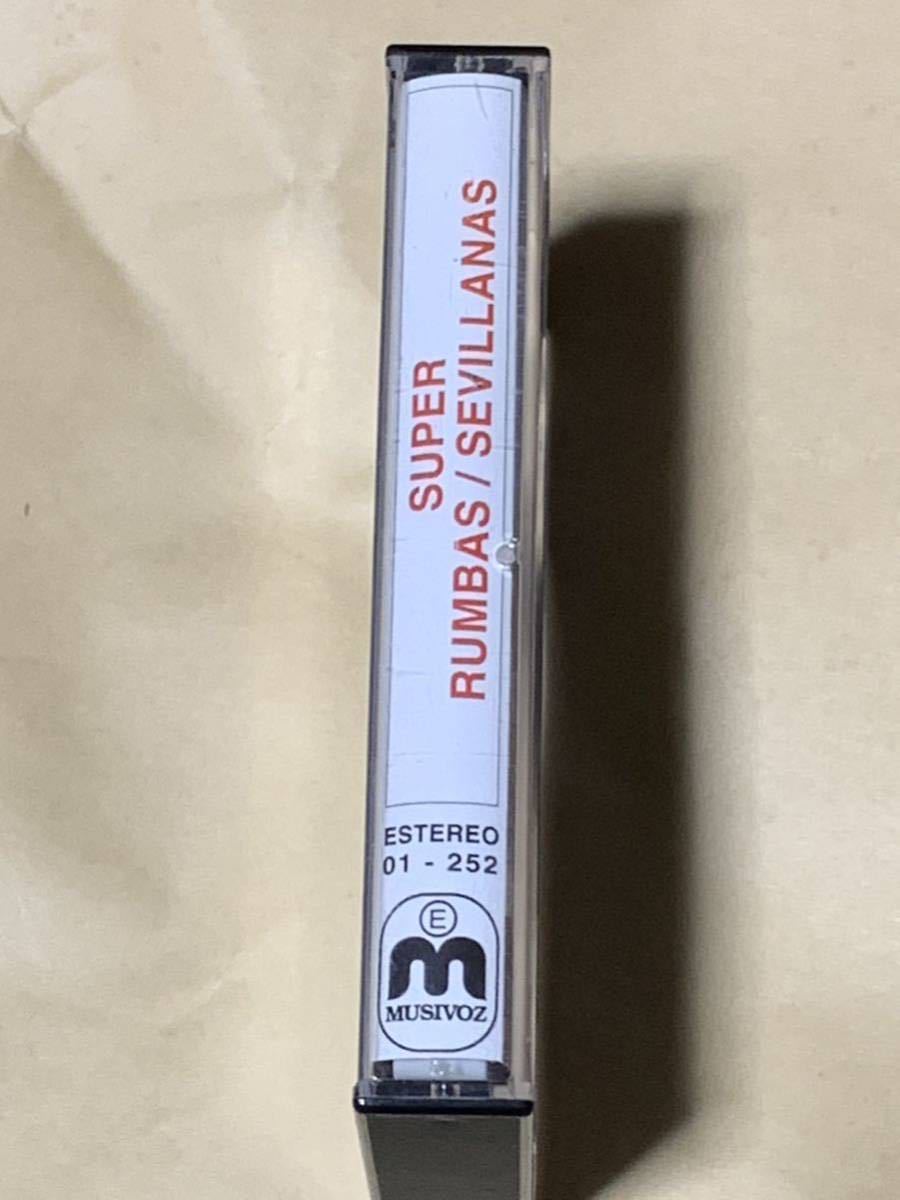 SUPER
RUMBAS / SEVILLANAS
ESTEREO
01 - 252
E
MUSIVOZ